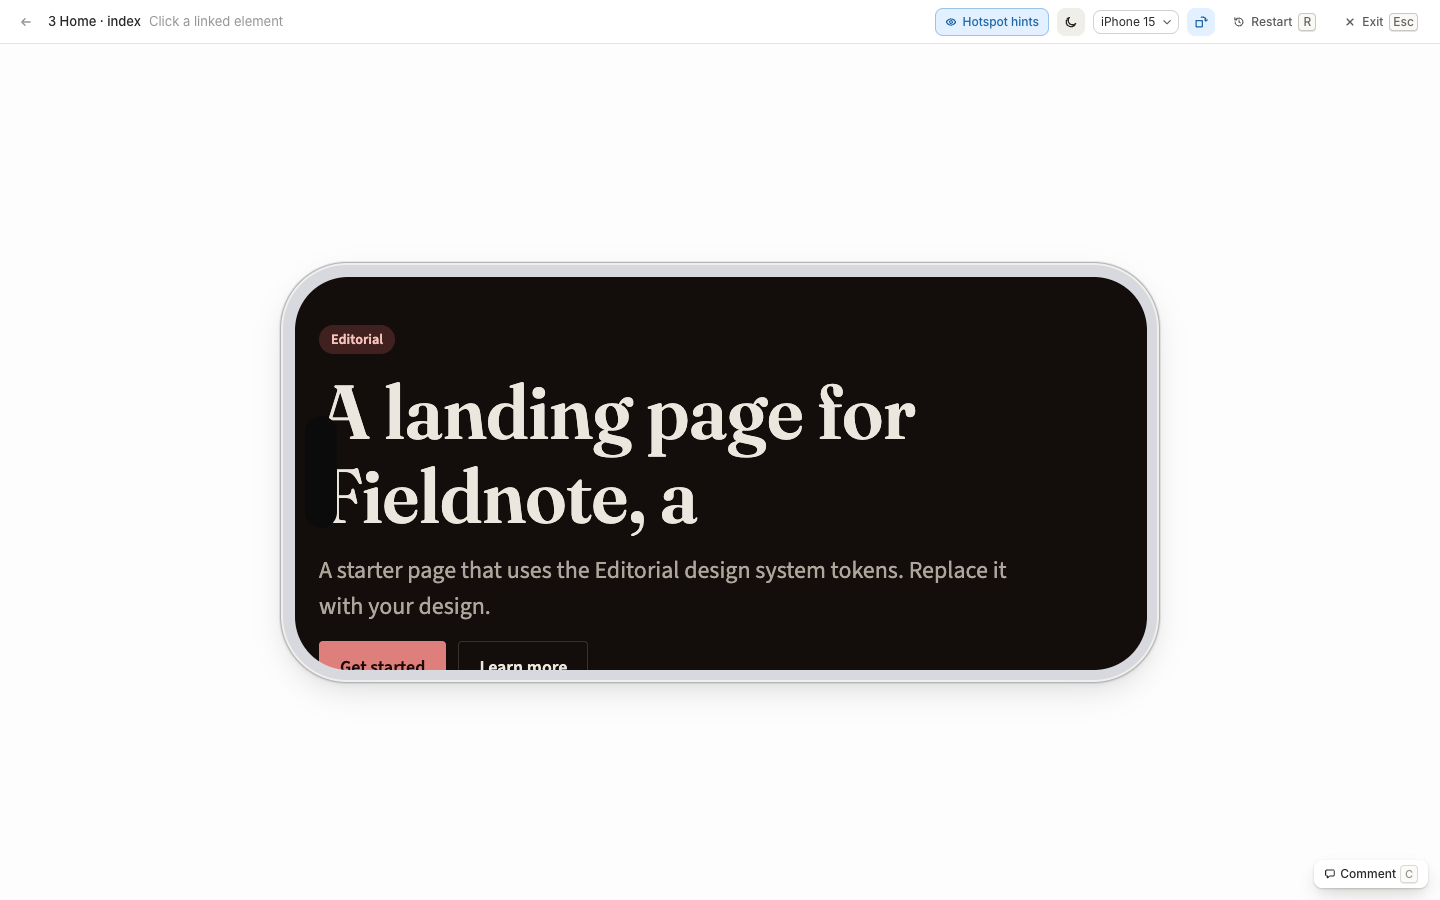 3 Home · index Click a linked element
Hotspot hints
iPhone 15
Restart R
Exit Esc
Editorial
A landing page for
Fieldnote, a
A starter page that uses the Editorial design system tokens. Replace it
with your design.
Get started
Learn more
Comment C